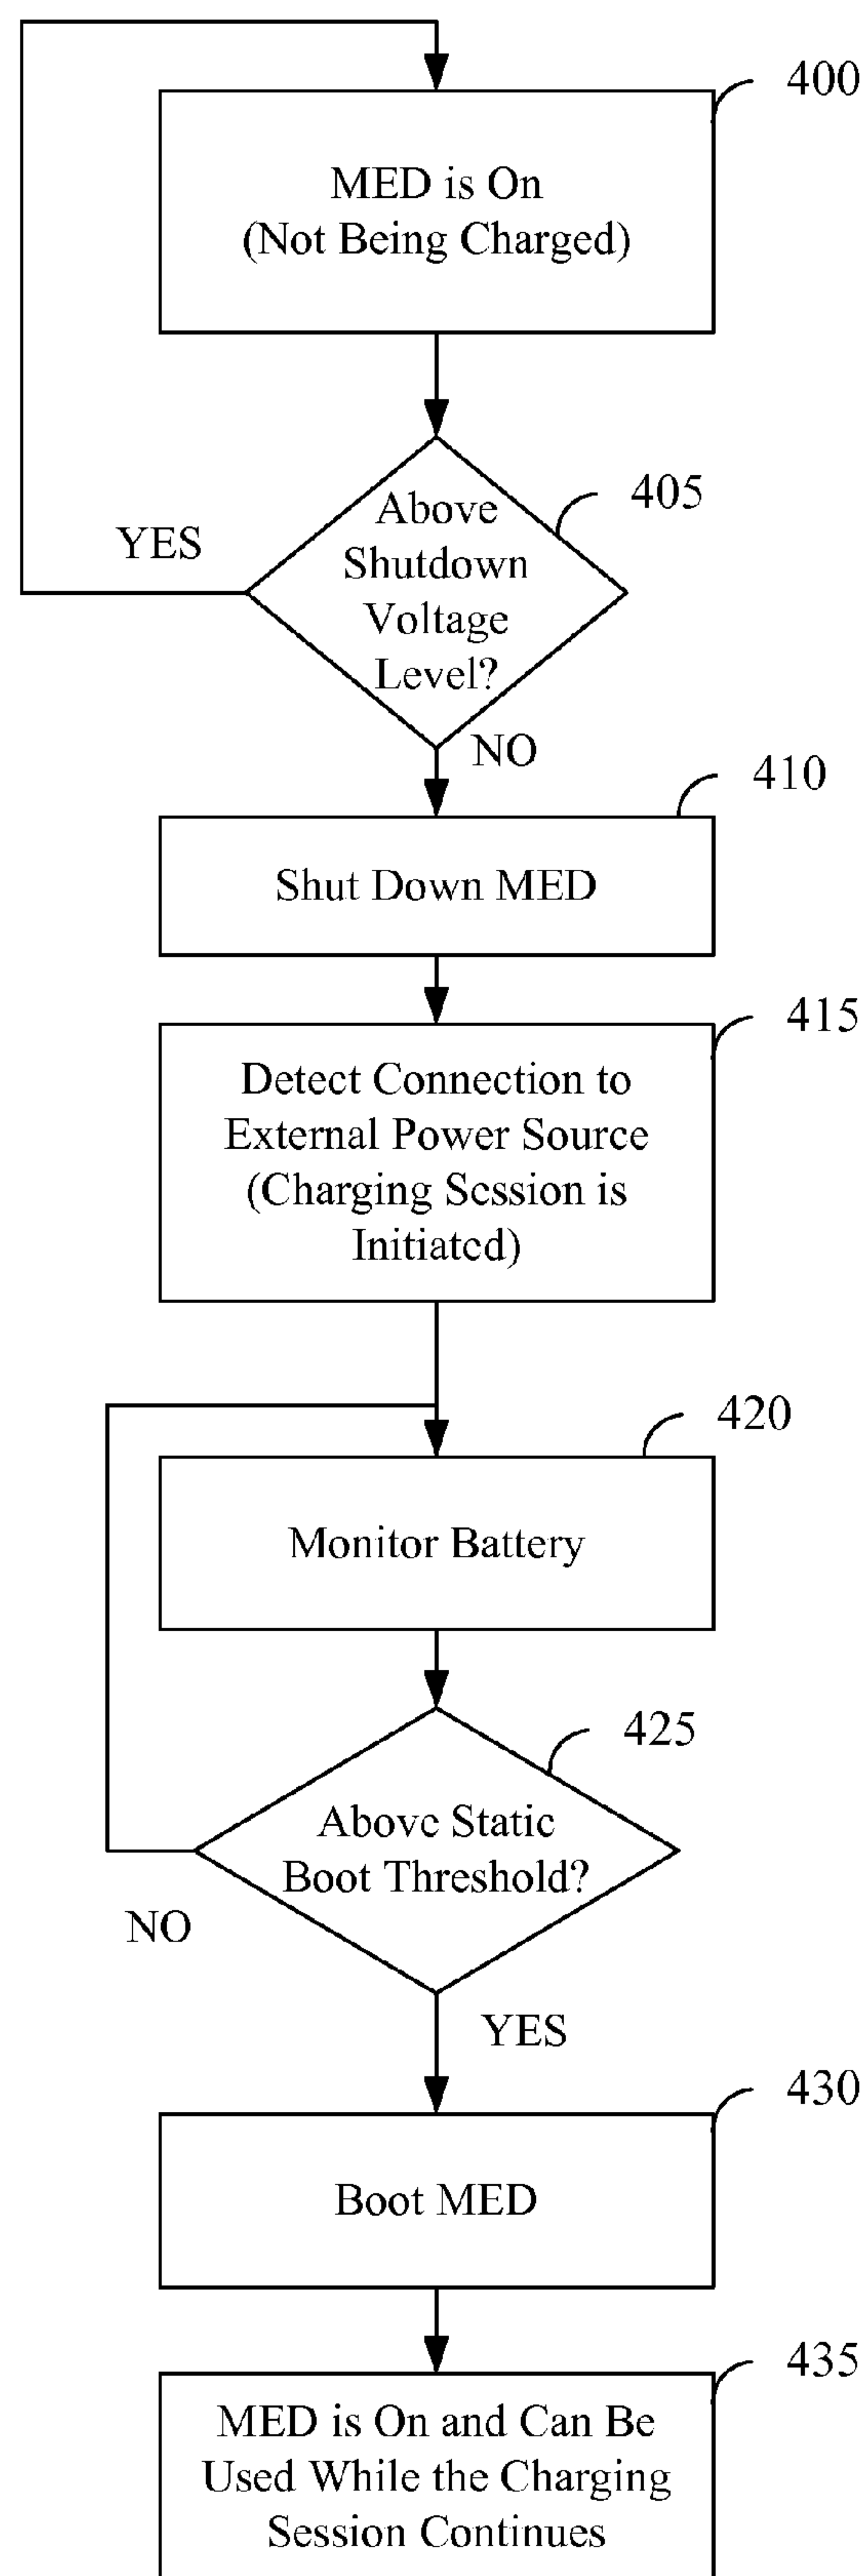 400
MED is On
(Not Being Charged)
405
Above
Shutdown
Voltage
Level?
YES
NO
410
Shut Down MED
415
Detect Connection to
External Power Source
(Charging Session is
Initiated)
420
Monitor Battery
425
Above Static
Boot Threshold?
NO
YES
430
Boot MED
435
MED is On and Can Be
Used While the Charging
Session Continues